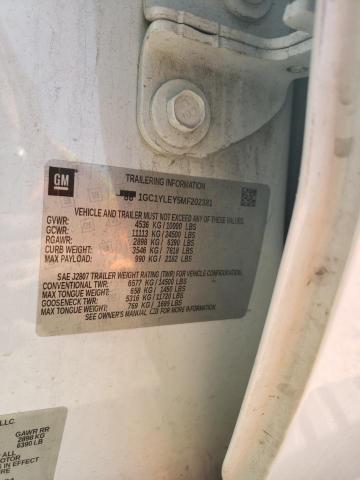 GM
TRAILERING INFORMATION
1GC1YLEY5MF202381
VEHICLE AND TRAILER MUST NOT EXCEED ANY OF THESE VALUES
GVWR: 4536 KG/10000 LBS
GCWR: 11113 KG/24500 LBS
RGAWR: 2898 KG/ 6390 LBS
CURB WEIGHT: 3546 KG/ 7818 LBS
MAX PAYLOAD: 990 KG/ 2182 LBS
SAE J2807 TRAILER WEIGHT RATING (TWR) OR LESS
CONVENTIONAL TWR: 6577 KG/14500 LBS
MAX TONGUE WEIGHT: 658 KG/ 1450 LBS
GOOSENECK TWR: 5316 KG/11720 LBS
MAX TONGUE WEIGHT: 769 KG/ 1695 LBS
SEE OWNER'S MANUAL FOR MORE INFORMATION
LLC.
GAWR RR
2898 KG
6390 LB
ALL
MOTOR
IN EFFECT